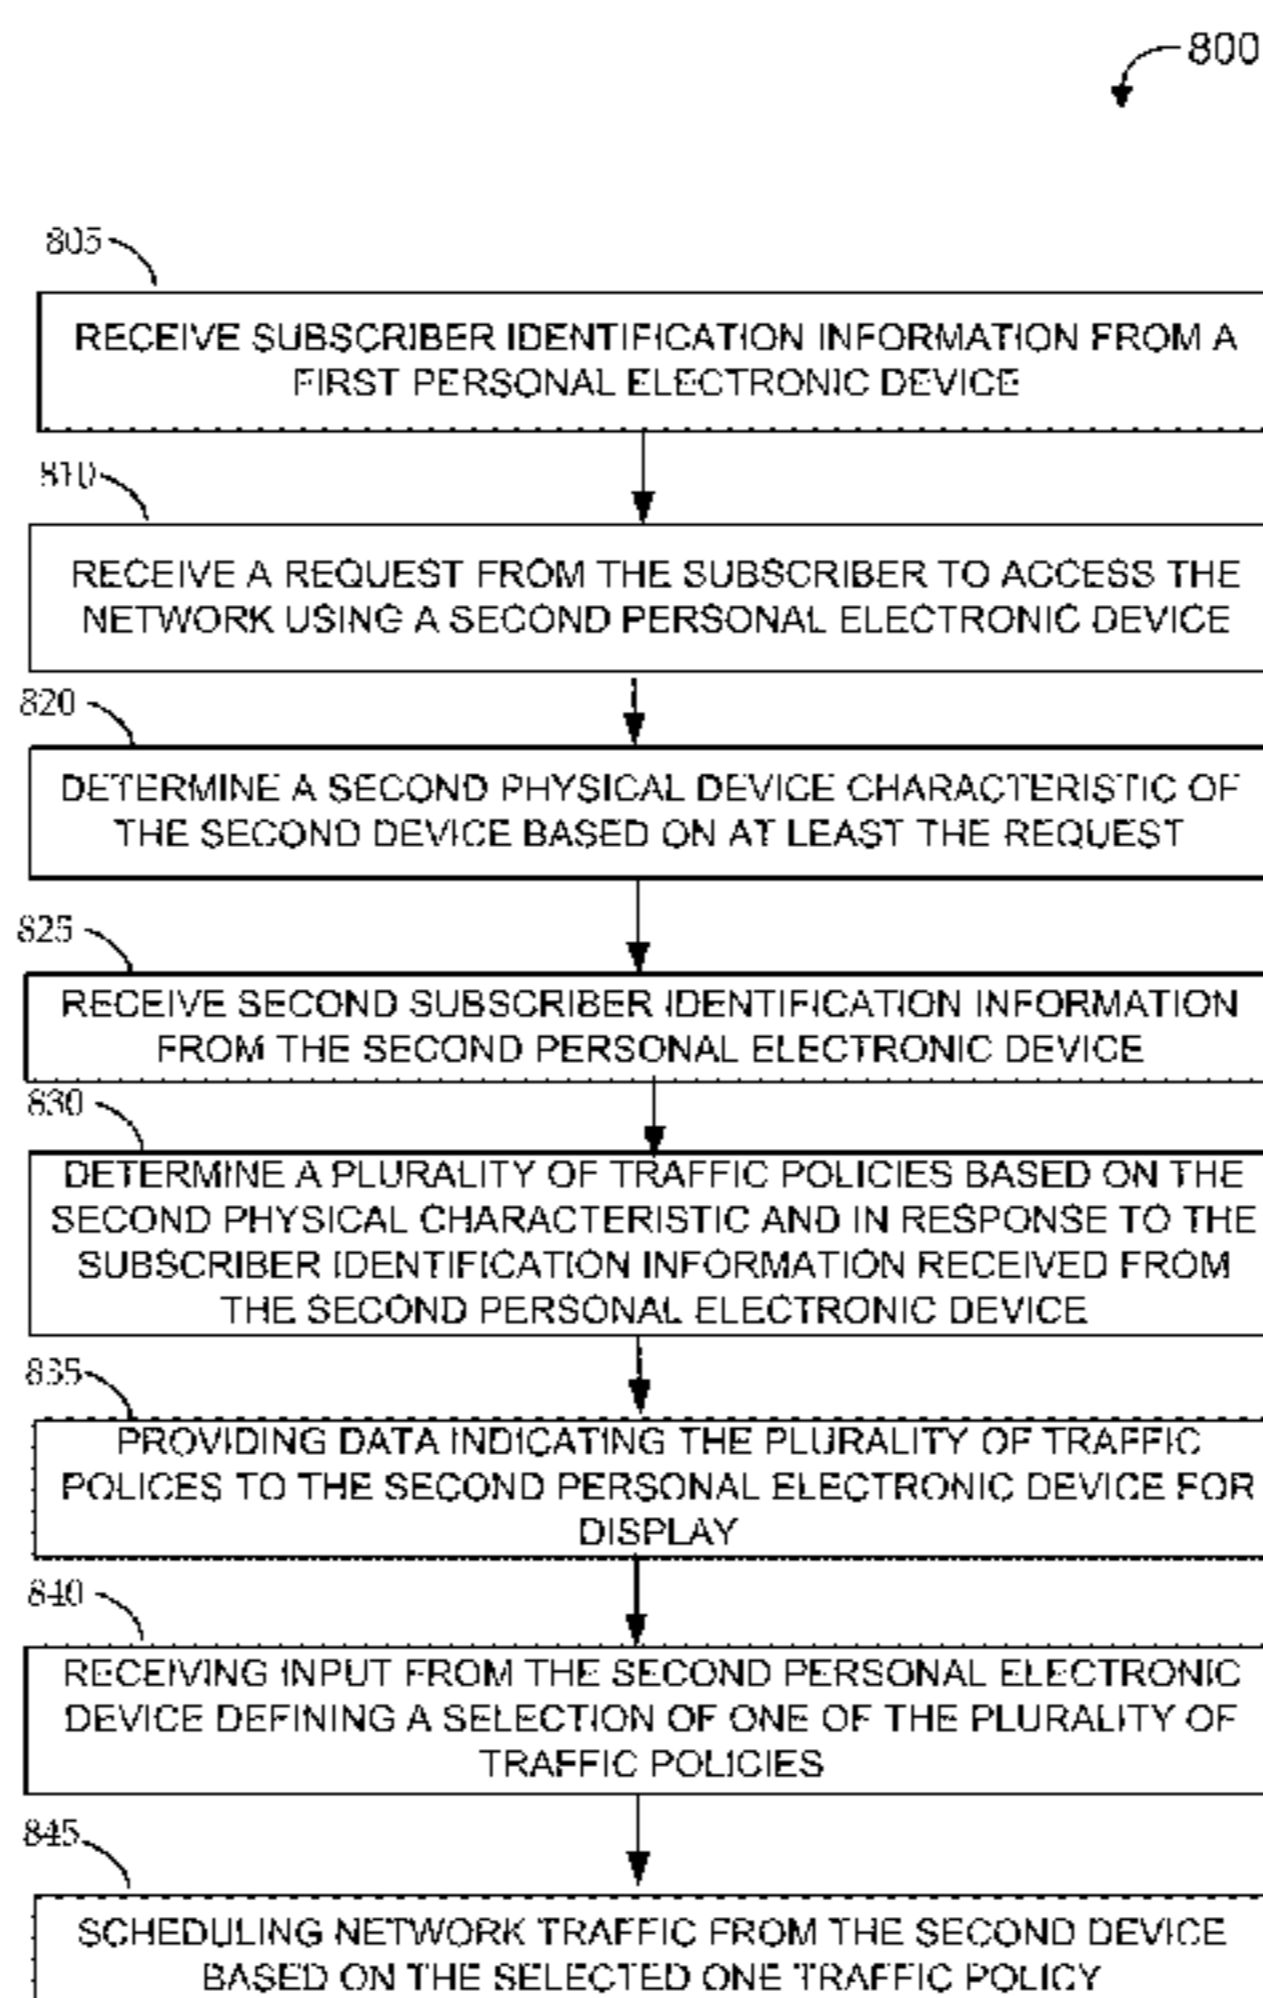 800
805
RECEIVE SUBSCRIBER IDENTIFICATION INFORMATION FROM A
FIRST PERSONAL ELECTRONIC DEVICE
810
RECEIVE A REQUEST FROM THE SUBSCRIBER TO ACCESS THE
NETWORK USING A SECOND PERSONAL ELECTRONIC DEVICE
820
DETERMINE A SECOND PHYSICAL DEVICE CHARACTERISTIC OF
THE SECOND DEVICE BASED ON AT LEAST THE REQUEST
825
RECEIVE SECOND SUBSCRIBER IDENTIFICATION INFORMATION
FROM THE SECOND PERSONAL ELECTRONIC DEVICE
830
DETERMINE A PLURALITY OF TRAFFIC POLICIES BASED ON THE
SECOND PHYSICAL CHARACTERISTIC AND IN RESPONSE TO THE
SUBSCRIBER IDENTIFICATION INFORMATION RECEIVED FROM
THE SECOND PERSONAL ELECTRONIC DEVICE
835
PROVIDING DATA INDICATING THE PLURALITY OF TRAFFIC
POLICES TO THE SECOND PERSONAL ELECTRONIC DEVICE FOR
DISPLAY
840
RECEIVING INPUT FROM THE SECOND PERSONAL ELECTRONIC
DEVICE DEFINING A SELECTION OF ONE OF THE PLURALITY OF
TRAFFIC POLICIES
845
SCHEDULING NETWORK TRAFFIC FROM THE SECOND DEVICE
BASED ON THE SELECTED ONE TRAFFIC POLICY